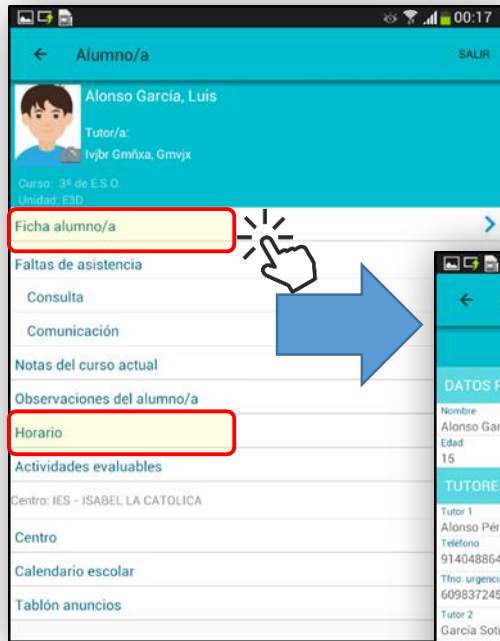 00:17
Alumno/a
SALIR
Alonso García, Luis
Tutor/a:
Ivjbr Gmñxa, Gmvjx
Curso: 3º de E.S.O.
Unidad: E3D
Ficha alumno/a
Faltas de asistencia
Consulta
Comunicación
Notas del curso actual
Observaciones del alumno/a
Horario
Actividades evaluables
Centro: IES - ISABEL LA CATOLICA
Centro
Calendario escolar
Tablón anuncios
DATOS P
Nombre
Alonso Gar
Edad
15
TUTORES
Tutor 1
Alonso Pér
Teléfono
914048864
Tfno. urgencia
609837245
Tutor 2
García Soti